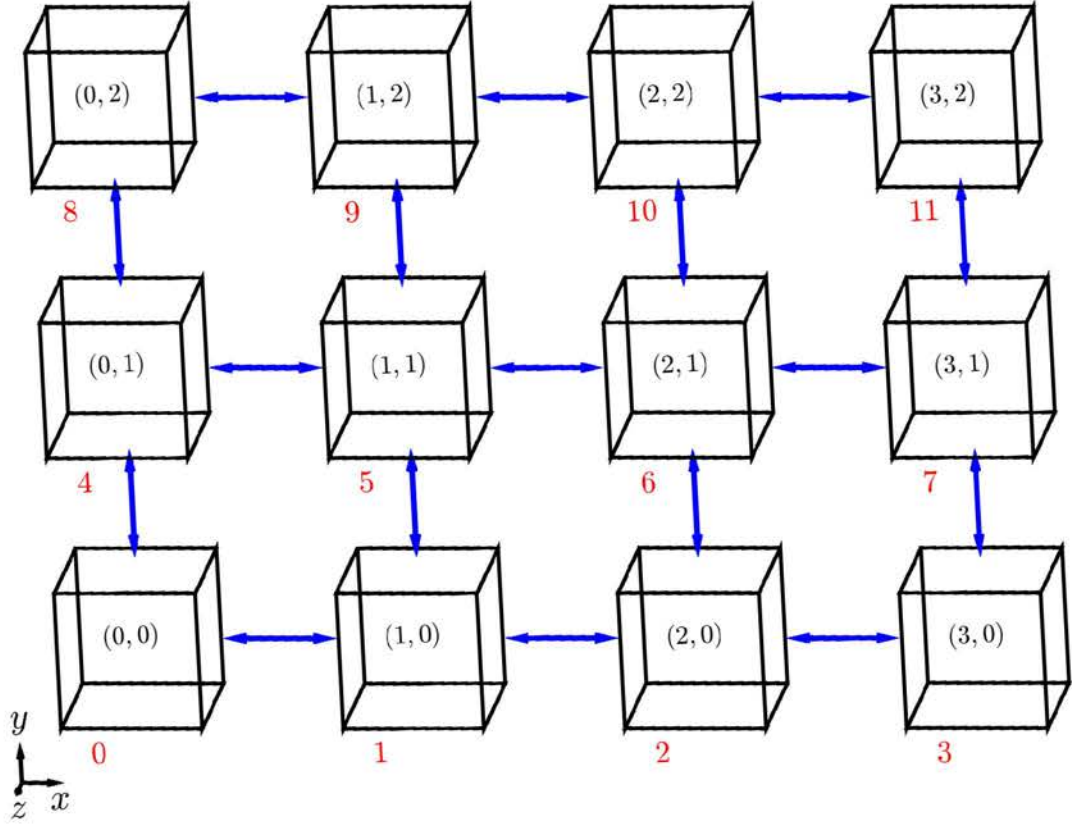 (0, 2) (1, 2) (2, 2) (3, 2)
8 9 10 11
(0, 1) (1, 1) (2, 1) (3, 1)
4 5 6 7
(0, 0) (1, 0) (2, 0) (3, 0)
0 1 2 3
y
z x